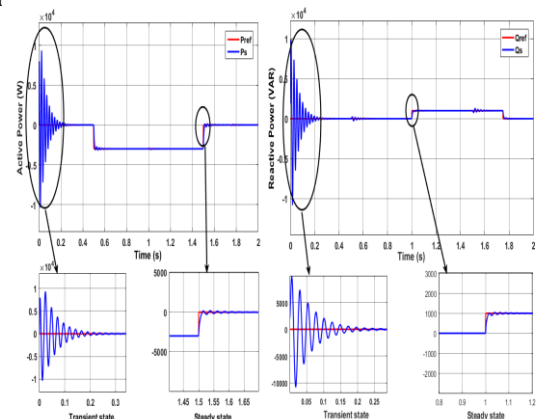 ×10^4
1
0.5
0
-0.5
-1
Active Power (W)
0 0.2 0.4 0.6 0.8 1 1.2 1.4 1.6 1.8 2
Time (s)
Pref
Ps
×10^4
1
0.5
0
-0.5
-1
Reactive Power (VAR)
0 0.2 0.4 0.6 0.8 1 1.2 1.4 1.6 1.8 2
Time (s)
Qref
Qs
×10^4
1
0.5
0
-0.5
-1
0 0.1 0.2 0.3
Transient state
5000
0
-5000
1.45 1.5 1.55 1.6 1.65
Steady state
5000
0
-5000
-10000
0.05 0.1 0.15 0.2 0.25
Transient state
3000
2000
1000
0
-1000
-2000
0.8 0.9 1 1.1 1.2
Steady state